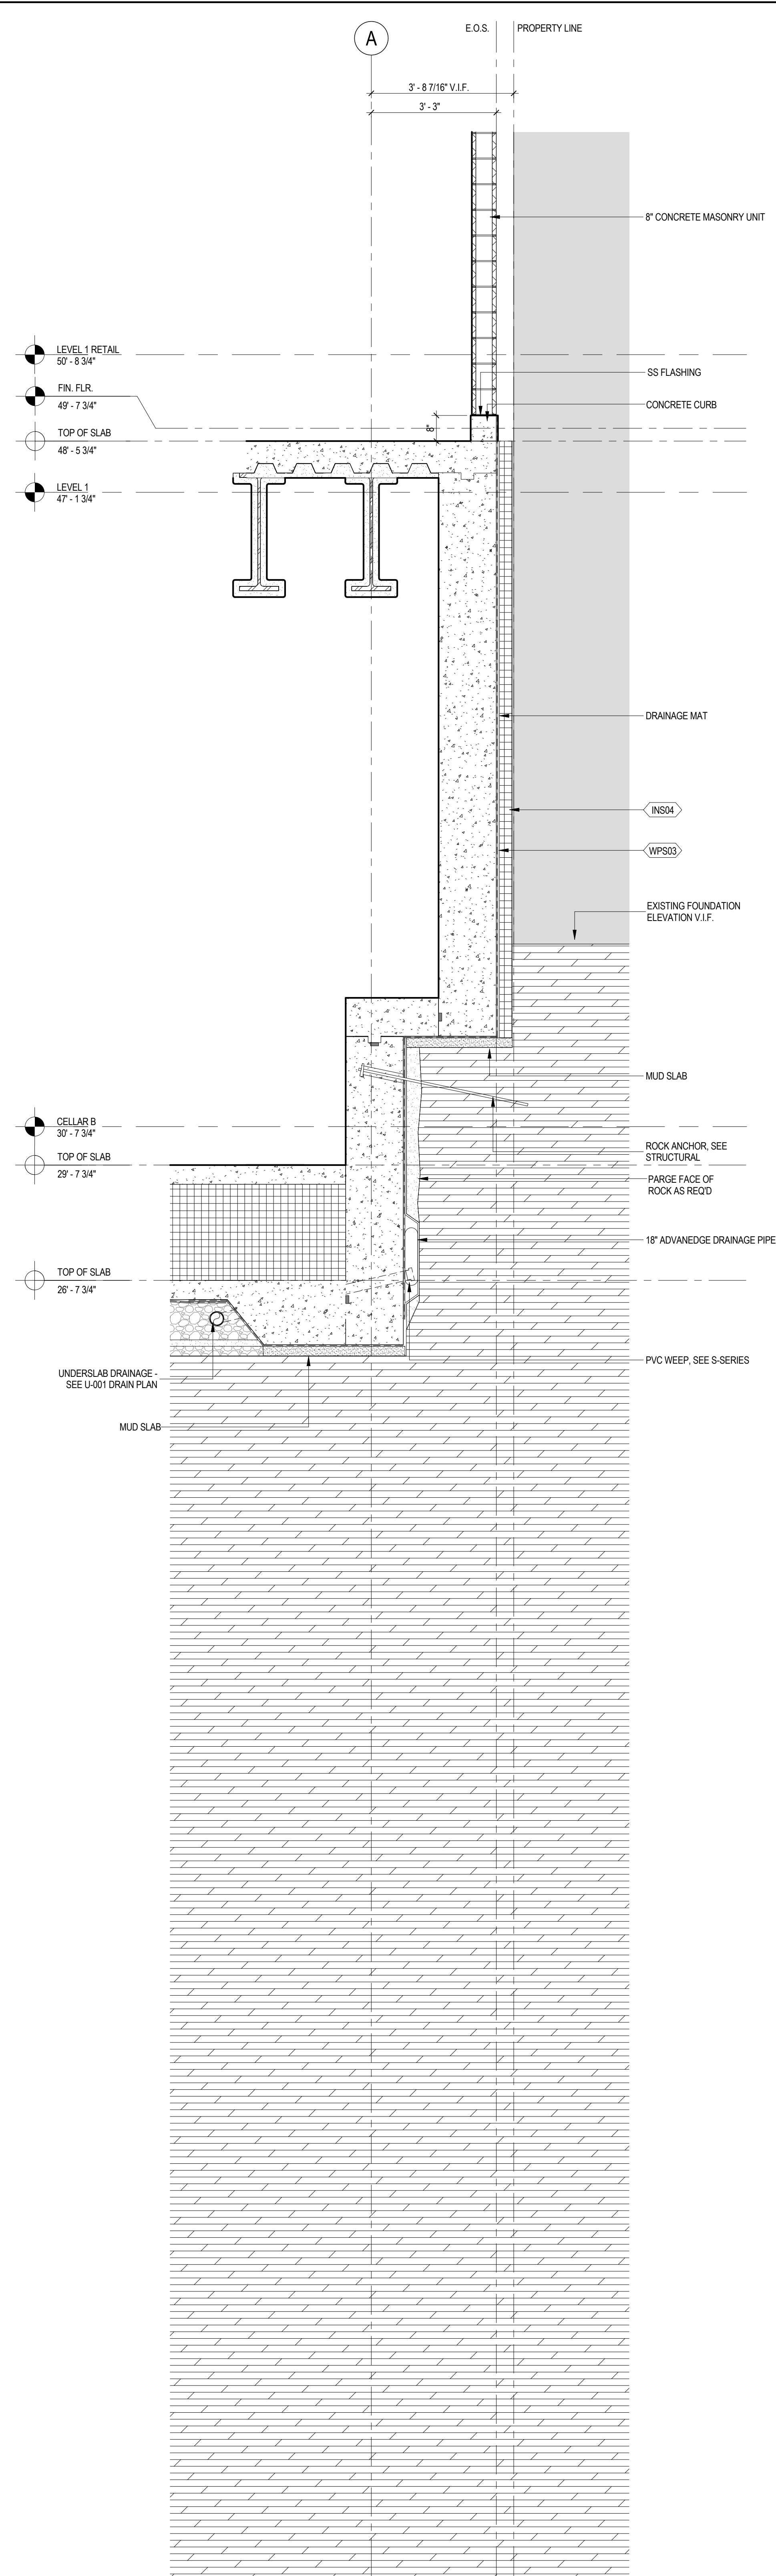 A
E.O.S.
PROPERTY LINE
3' - 8 7/16" V.I.F.
3' - 3"
8" CONCRETE MASONRY UNIT
LEVEL 1 RETAIL
50' - 8 3/4"
SS FLASHING
FIN. FLR.
49' - 7 3/4"
CONCRETE CURB
8"
TOP OF SLAB
48' - 5 3/4"
LEVEL 1
47' - 1 3/4"
DRAINAGE MAT
INS04
WPS03
EXISTING FOUNDATION
ELEVATION V.I.F.
MUD SLAB
CELLAR B
30' - 7 3/4"
ROCK ANCHOR, SEE
STRUCTURAL
TOP OF SLAB
29' - 7 3/4"
PARGE FACE OF
ROCK AS REQ'D
18" ADVANEDGE DRAINAGE PIPE
TOP OF SLAB
26' - 7 3/4"
PVC WEEP, SEE S-SERIES
UNDERSLAB DRAINAGE -
SEE U-001 DRAIN PLAN
MUD SLAB